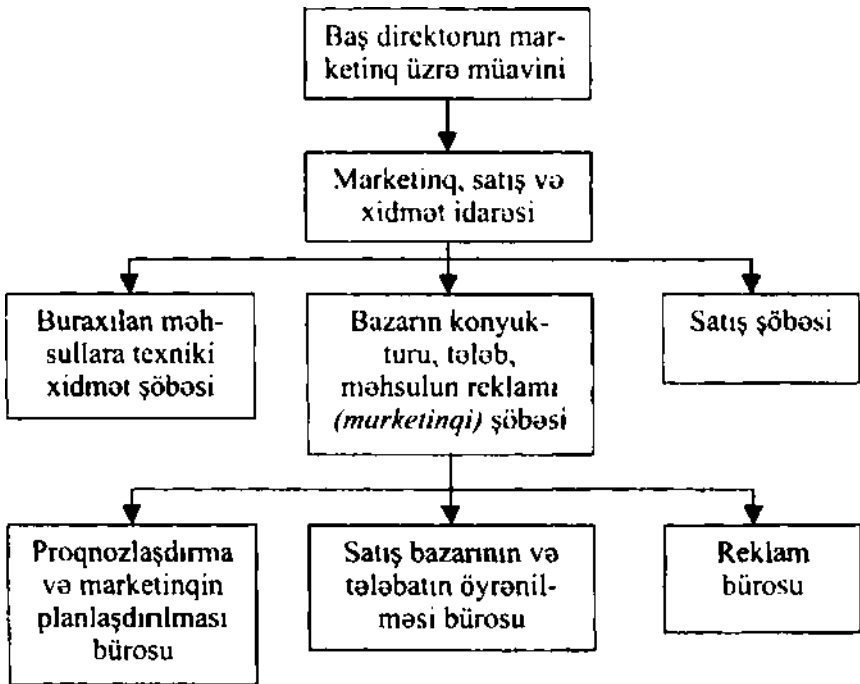 Baş direktorun mar-
ketinq üzrə müavini
Marketinq, satış və
xidmət idarəsi
Buraxılan məh-
sullara texniki
xidmət şöbəsi
Bazarın konyuk-
turu, tələb,
məhsulun reklamı
(marketinqi) şöbəsi
Satış şöbəsi
Proqnozlaşdırma
və marketinqin
planlaşdırılması
bürosu
Satış bazarının və
tələbatın öyrənil-
məsi bürosu
Reklam
bürosu